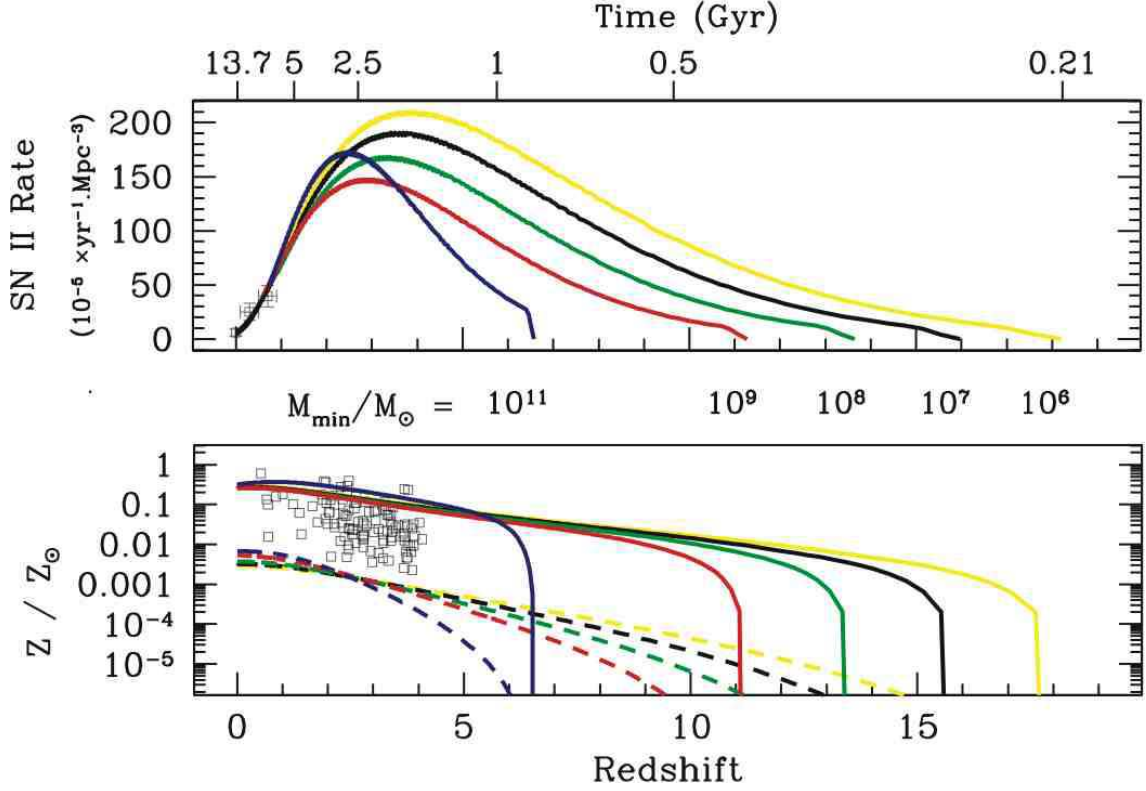 Time (Gyr)
13.7 5 2.5 1 0.5 0.21
SN II Rate
(10⁻⁶ ×yr⁻¹.Mpc⁻³)
200
150
100
50
0
M_min/M_☉ = 10¹¹ 10⁹ 10⁸ 10⁷ 10⁶
Z / Z_☉
1
0.1
0.01
0.001
10⁻⁴
10⁻⁵
0 5 10 15
Redshift